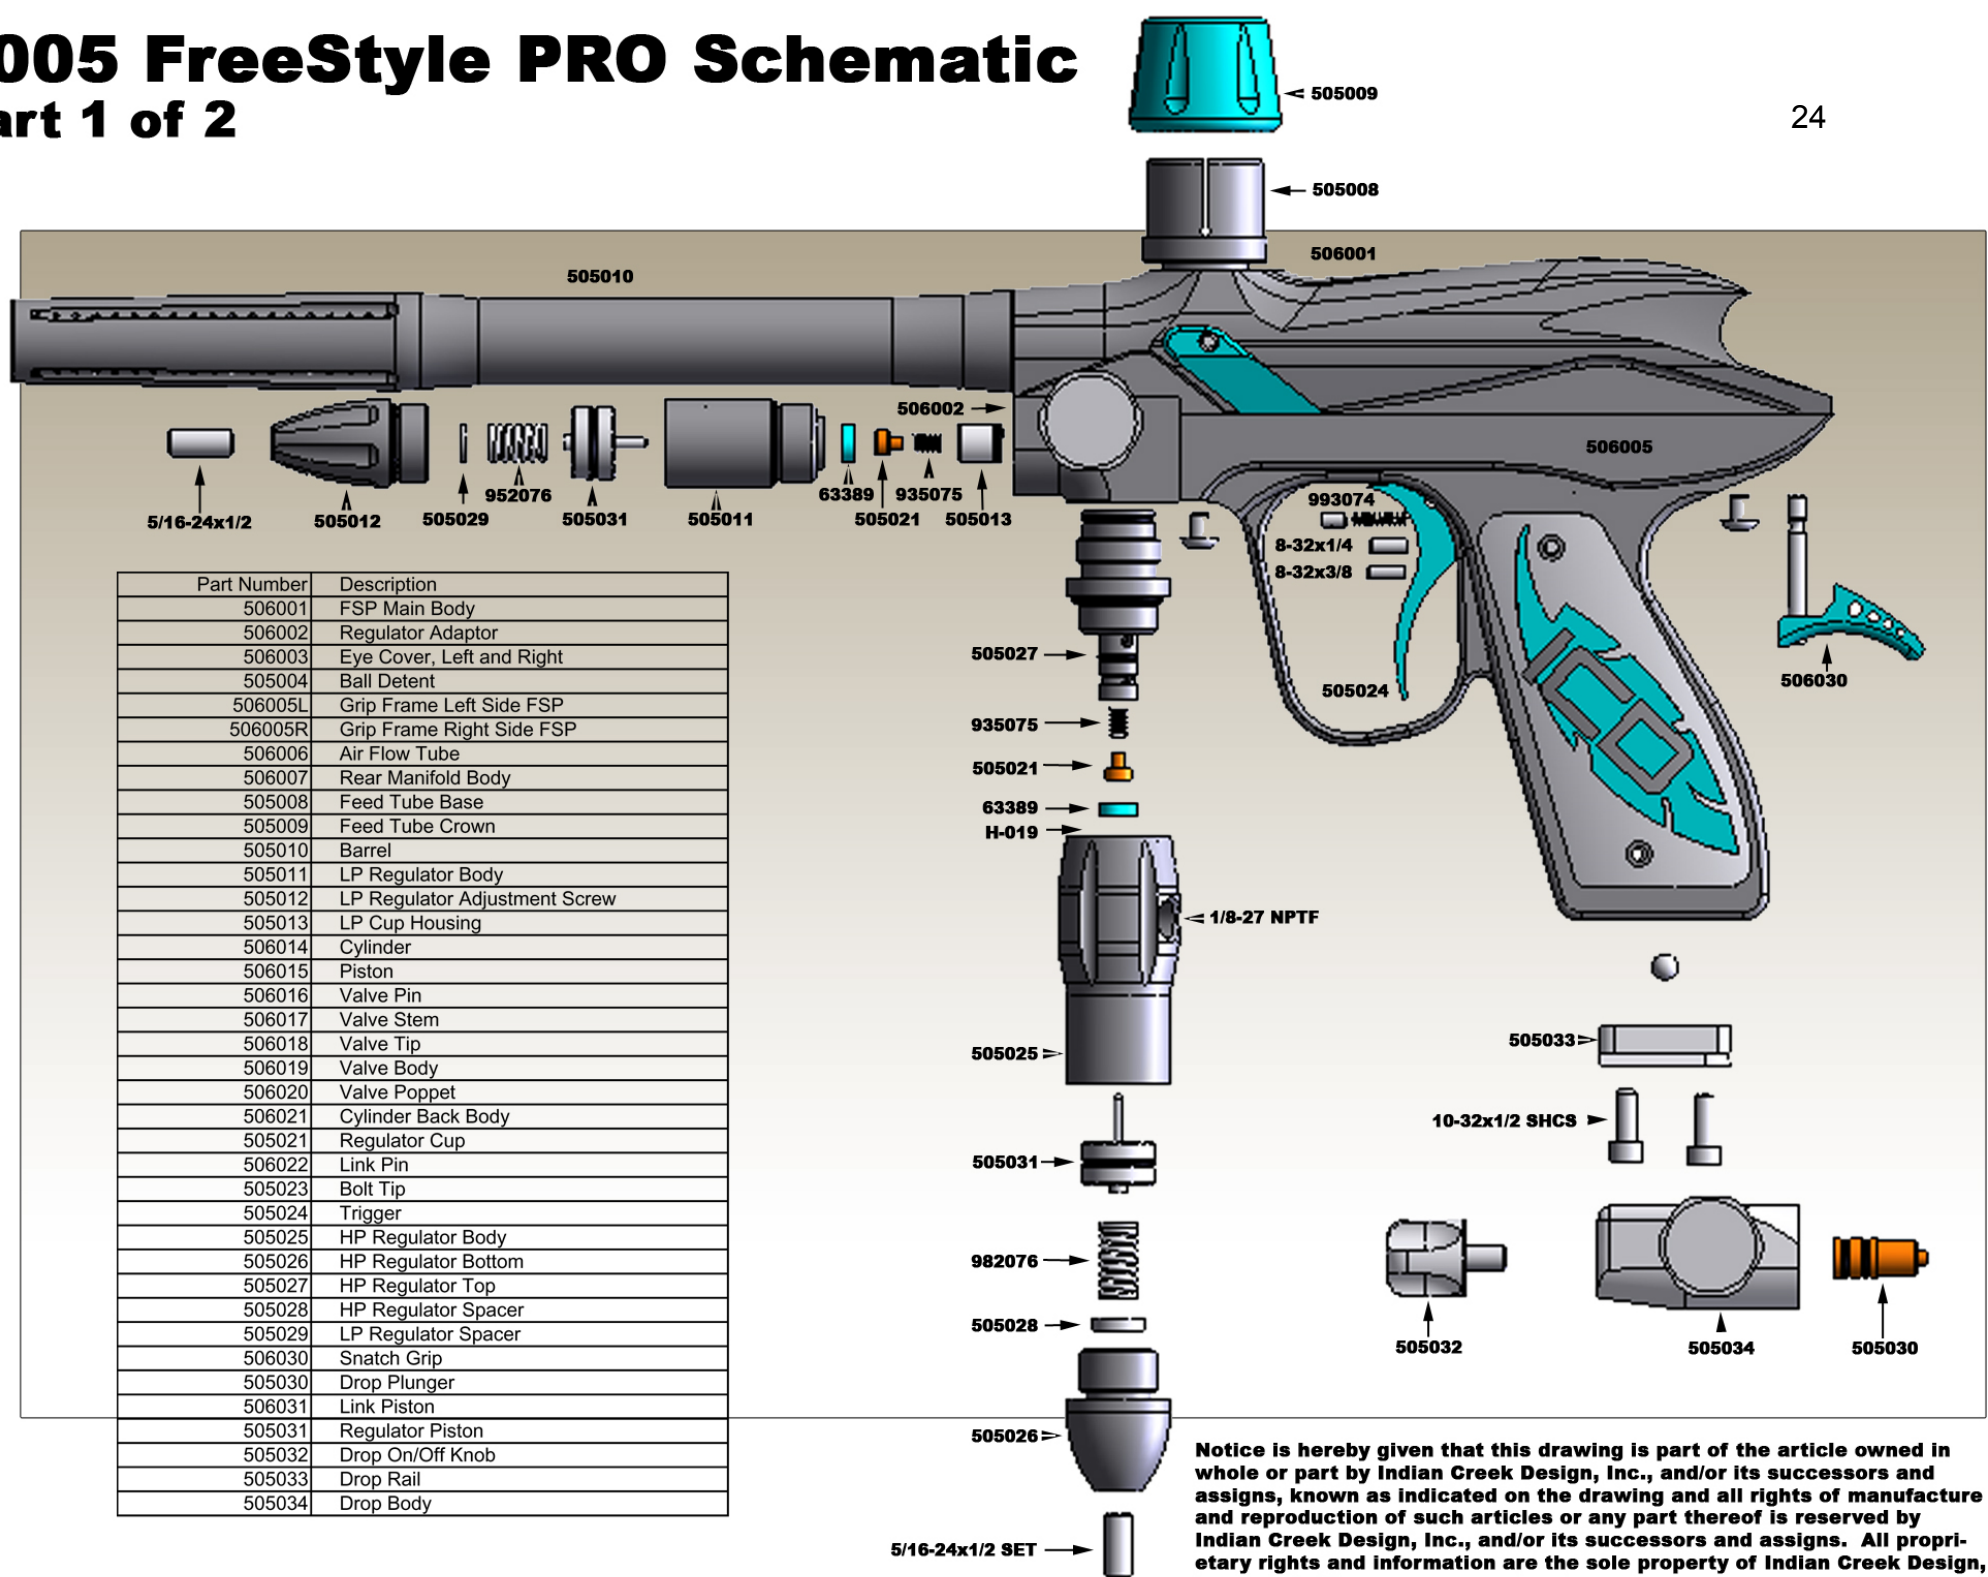 005 FreeStyle PRO Schematic
art 1 of 2
24
505009
505008
506001
505010
506002
506005
5/16-24x1/2
505012
505029
952076
505031
505011
63389
505021
935075
505013
993074
8-32x1/4
8-32x3/8
505024
506030
505027
935075
505021
63389
H-019
1/8-27 NPTF
505025
505031
982076
505028
505026
5/16-24x1/2 SET
505033
10-32x1/2 SHCS
505032
505034
505030
ICD
Part Number Description
506001 FSP Main Body
506002 Regulator Adaptor
506003 Eye Cover, Left and Right
505004 Ball Detent
506005L Grip Frame Left Side FSP
506005R Grip Frame Right Side FSP
506006 Air Flow Tube
506007 Rear Manifold Body
505008 Feed Tube Base
505009 Feed Tube Crown
505010 Barrel
505011 LP Regulator Body
505012 LP Regulator Adjustment Screw
505013 LP Cup Housing
506014 Cylinder
506015 Piston
506016 Valve Pin
506017 Valve Stem
506018 Valve Tip
506019 Valve Body
506020 Valve Poppet
506021 Cylinder Back Body
505021 Regulator Cup
506022 Link Pin
505023 Bolt Tip
505024 Trigger
505025 HP Regulator Body
505026 HP Regulator Bottom
505027 HP Regulator Top
505028 HP Regulator Spacer
505029 LP Regulator Spacer
506030 Snatch Grip
505030 Drop Plunger
506031 Link Piston
505031 Regulator Piston
505032 Drop On/Off Knob
505033 Drop Rail
505034 Drop Body
Notice is hereby given that this drawing is part of the article owned in
whole or part by Indian Creek Design, Inc., and/or its successors and
assigns, known as indicated on the drawing and all rights of manufacture
and reproduction of such articles or any part thereof is reserved by
Indian Creek Design, Inc., and/or its successors and assigns. All propri-
etary rights and information are the sole property of Indian Creek Design,